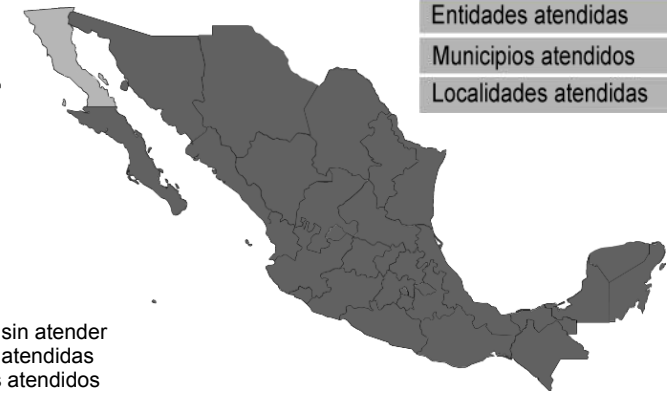 Entidades atendidas
Municipios atendidos
Localidades atendidas
sin atender
atendidas
atendidos